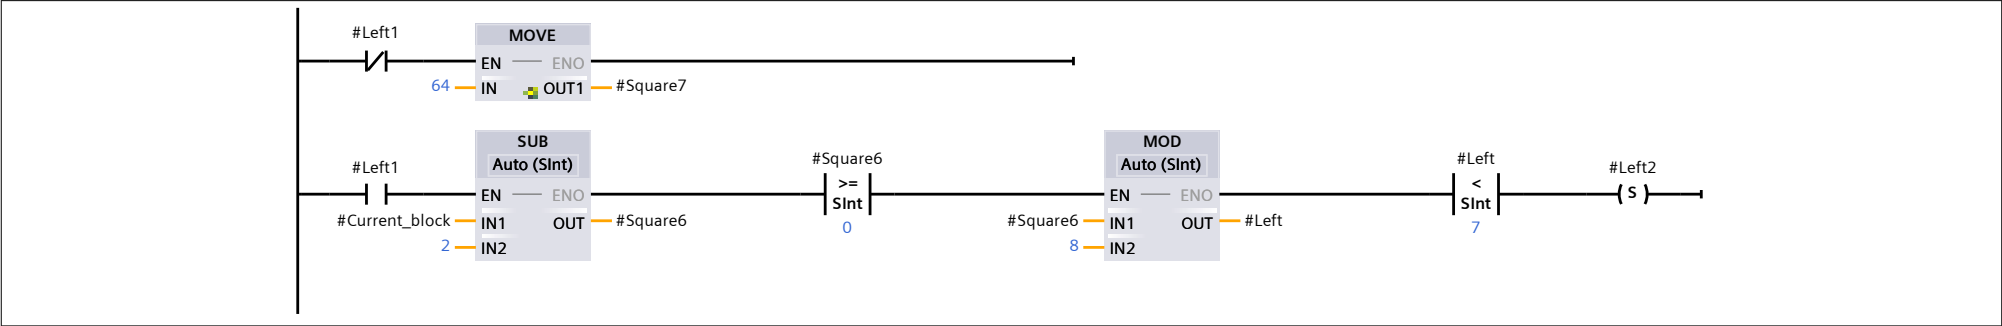 #Left1
MOVE
EN ENO
64 IN OUT1 #Square7
#Left1
SUB
Auto (SInt)
EN ENO
#Current_block IN1 OUT #Square6
2 IN2
#Square6
>=
SInt
0
MOD
Auto (SInt)
EN ENO
#Square6 IN1 OUT #Left
8 IN2
#Left
<
SInt
7
#Left2
S